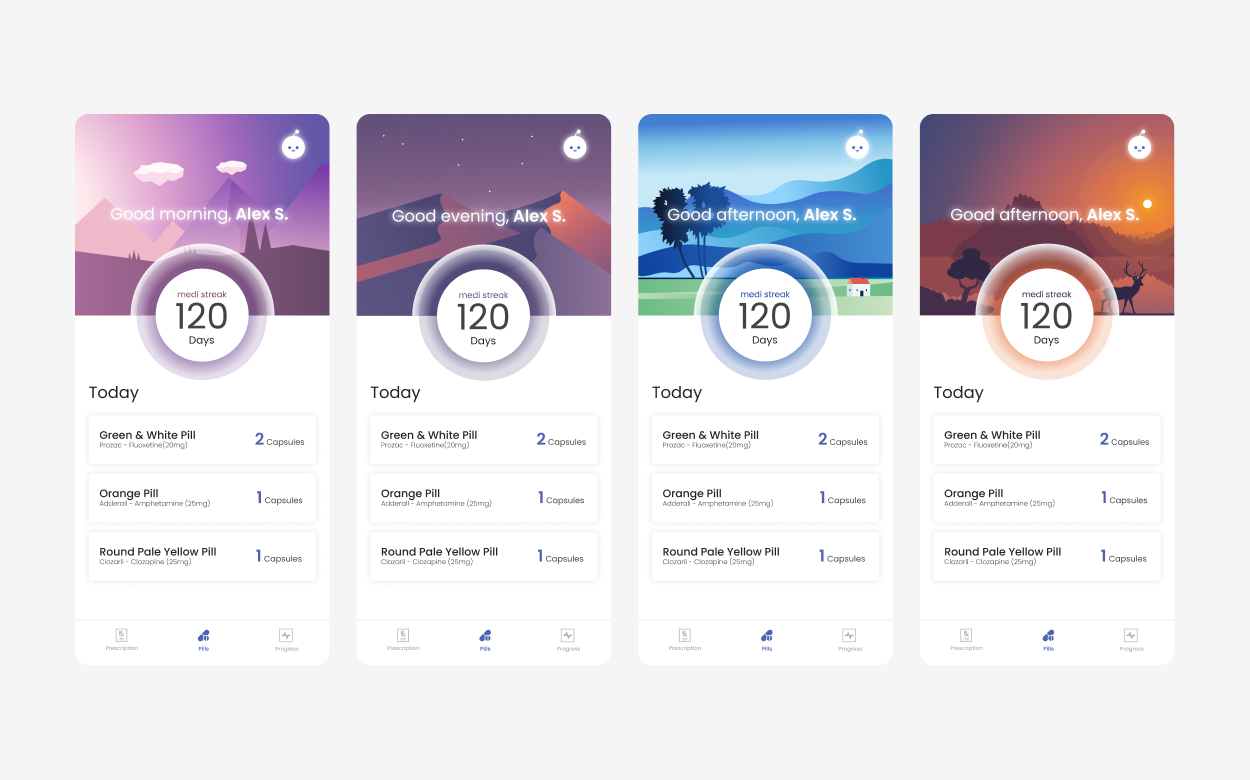 Good morning, Alex S.
medi streak
120
Days
Today
Green & White Pill
Prozac - Fluoxetine(20mg)
2 Capsules
Orange Pill
Adderall - Amphetamine (25mg)
1 Capsules
Round Pale Yellow Pill
Clozaril - Clozapine (25mg)
1 Capsules
Prescription
Pills
Progress
Good evening, Alex S.
medi streak
120
Days
Today
Green & White Pill
Prozac - Fluoxetine(20mg)
2 Capsules
Orange Pill
Adderall - Amphetamine (25mg)
1 Capsules
Round Pale Yellow Pill
Clozaril - Clozapine (25mg)
1 Capsules
Prescription
Pills
Progress
Good afternoon, Alex S.
medi streak
120
Days
Today
Green & White Pill
Prozac - Fluoxetine(20mg)
2 Capsules
Orange Pill
Adderall - Amphetamine (25mg)
1 Capsules
Round Pale Yellow Pill
Clozaril - Clozapine (25mg)
1 Capsules
Prescription
Pills
Progress
Good afternoon, Alex S.
medi streak
120
Days
Today
Green & White Pill
Prozac - Fluoxetine(20mg)
2 Capsules
Orange Pill
Adderall - Amphetamine (25mg)
1 Capsules
Round Pale Yellow Pill
Clozaril - Clozapine (25mg)
1 Capsules
Prescription
Pills
Progress